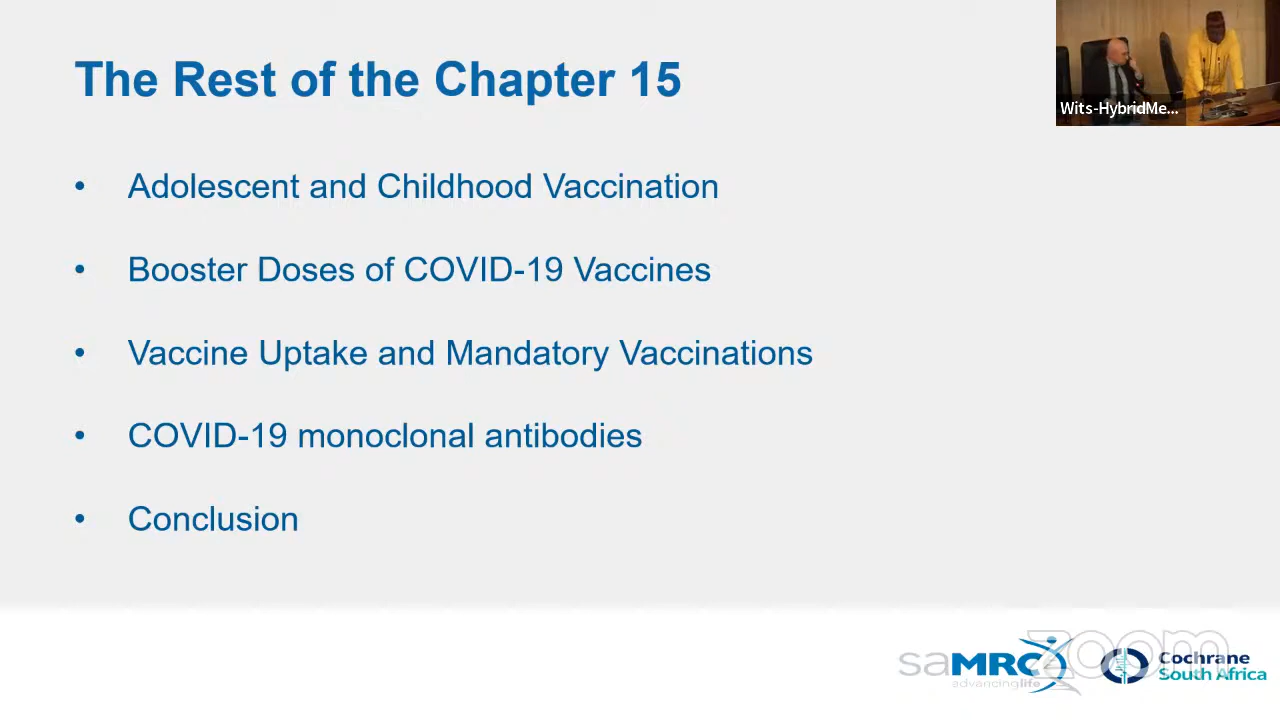 The Rest of the Chapter 15
Wits-HybridMe...
• Adolescent and Childhood Vaccination
• Booster Doses of COVID-19 Vaccines
• Vaccine Uptake and Mandatory Vaccinations
• COVID-19 monoclonal antibodies
• Conclusion
saMRC
advancinglife
zoom
Cochrane
South Africa